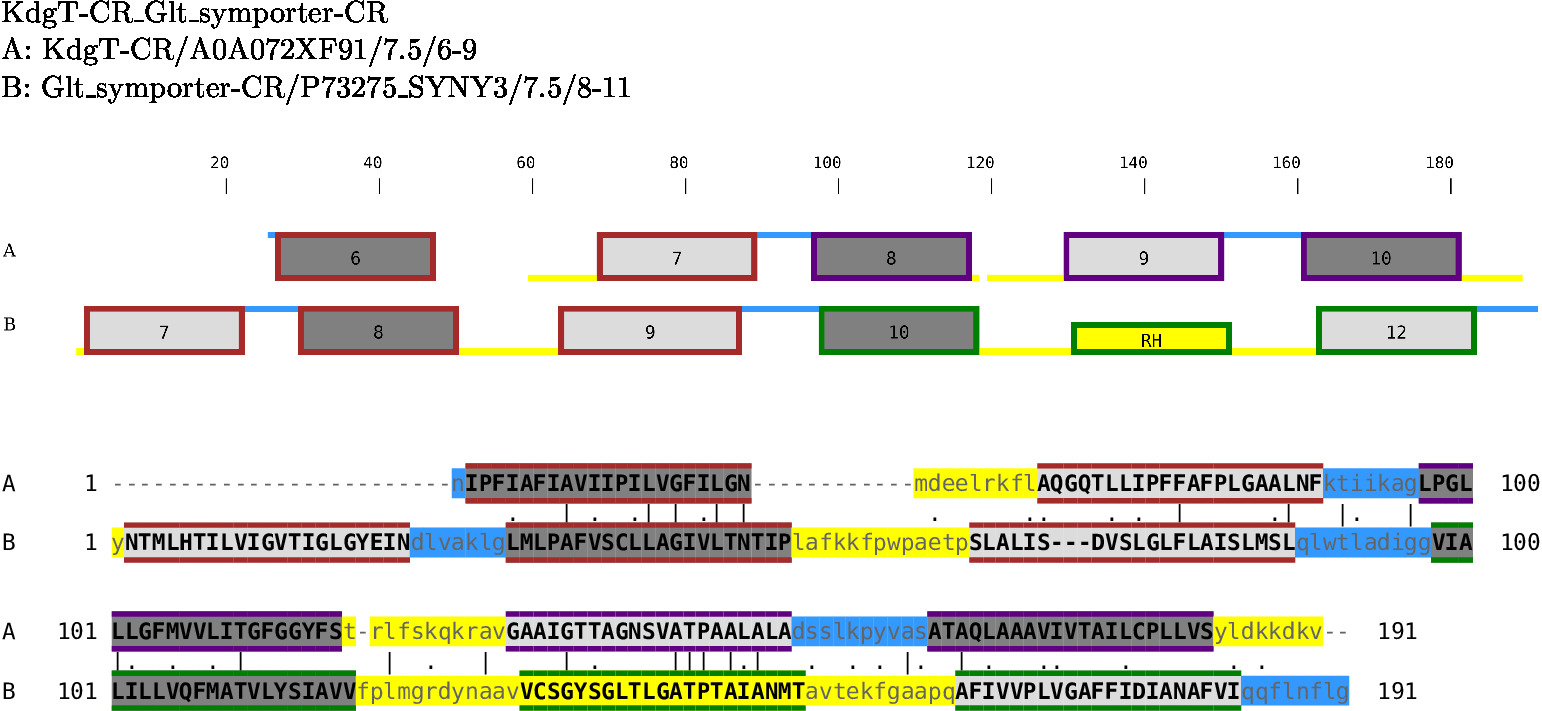 KdgT-CR_Glt_symporter-CR
A: KdgT-CR/A0A072XF91/7.5/6-9
B: Glt_symporter-CR/P73275_SYNY3/7.5/8-11
20 40 60 80 100 120 140 160 180
A 6 7 8 9 10
B 7 8 9 10 RH 12
A 1 -------------------------nIPFIAFIAVIIPILVGFILGN------------mdeelrkflAQGQTLLIPFFAFPLGAALNFktiikagLPGL 100
B 1 yNTMLHTILVIGVTIGLGYEINdlvaklgLMLPAFVSCLLAGIVLTNTIPlafkkfpwpaetpSLALIS---DVSLGLFLAISLMSLqlwtladiggVIA 100
A 101 LLGFMVVLITGFGGYFSt-rlfskqkravGAAIGTTAGNSVATPAALALAdsslkpyvasATAQLAAAVIVTAILCPLLVSyldkkdkv-- 191
B 101 LILLVQFMATVLYSIAVVfplmgrdynaavVCSGYSGLTLGATPTAIANMTavtekfgaapqAFIVVPLVGAFFIDIANAFVIqqflnflg 191